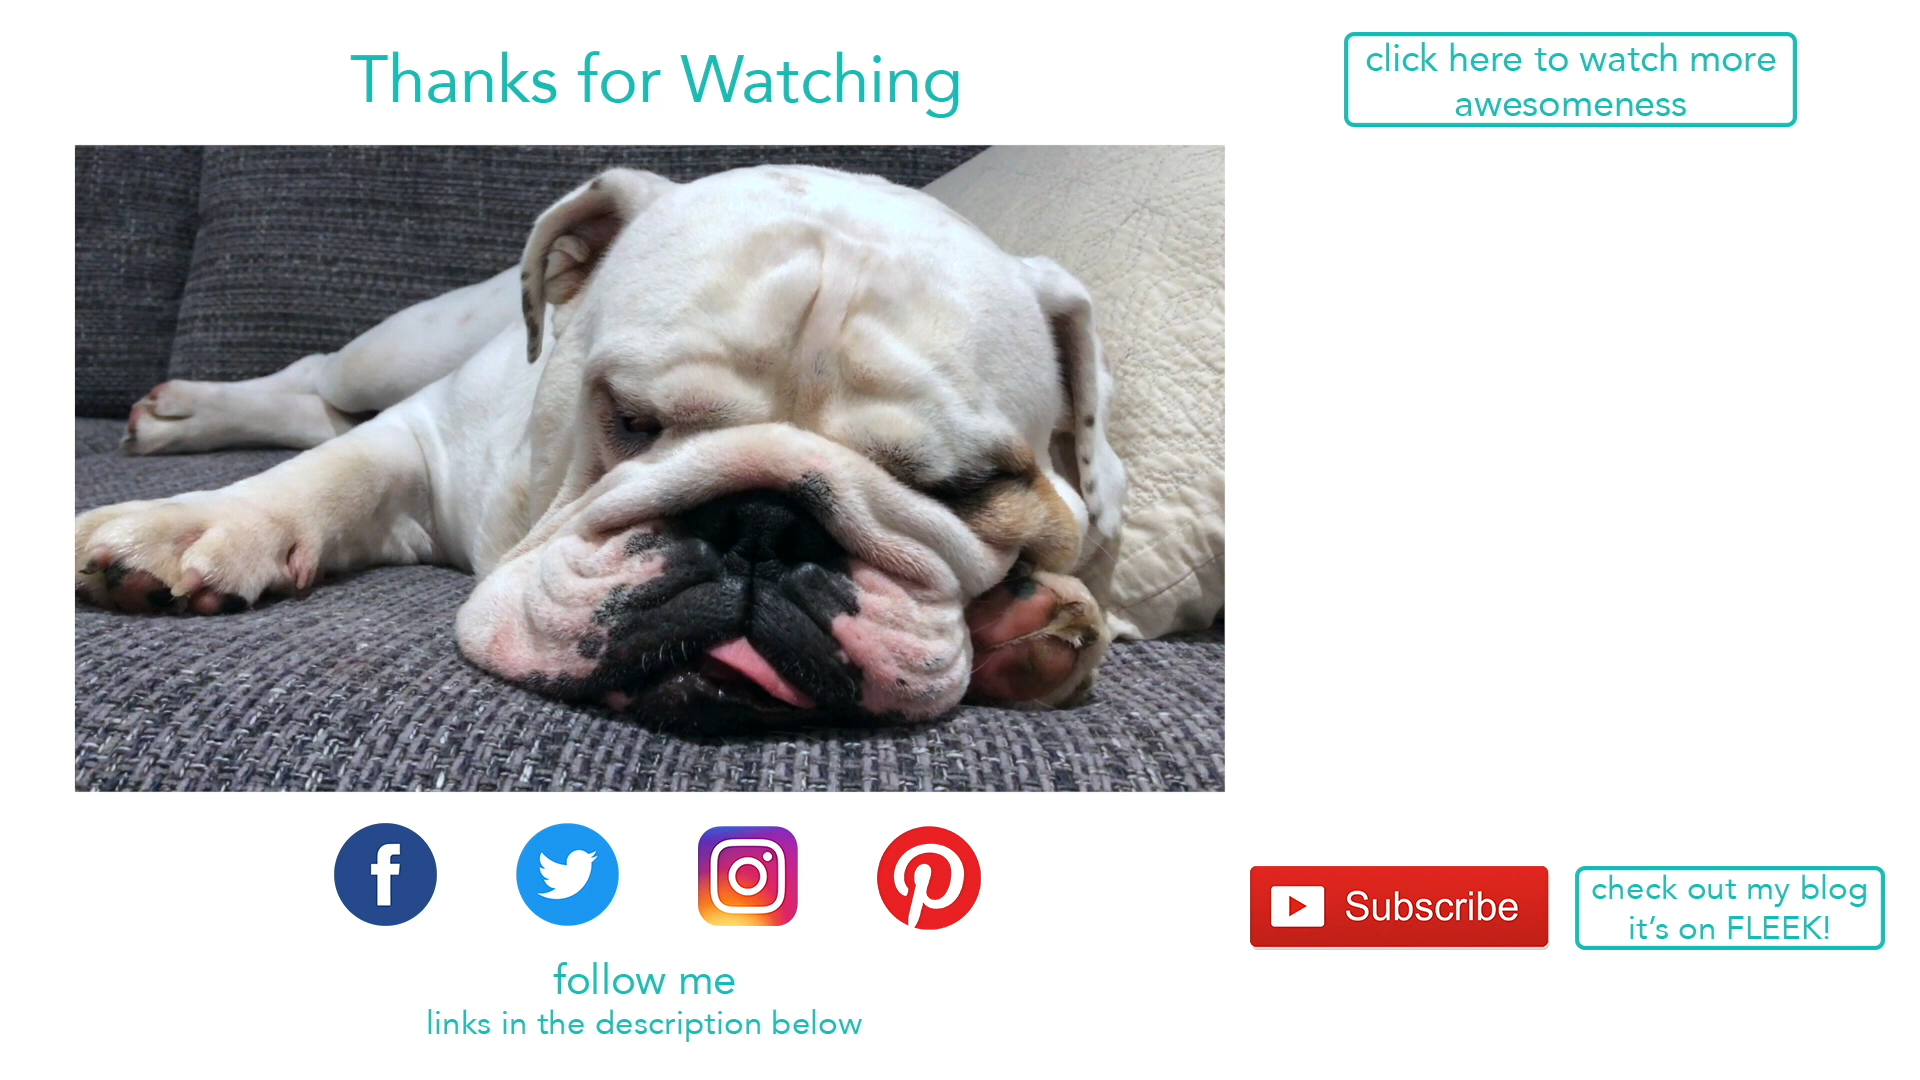 Thanks for Watching
click here to watch more
awesomeness
Subscribe
check out my blog
it's on FLEEK!
follow me
links in the description below